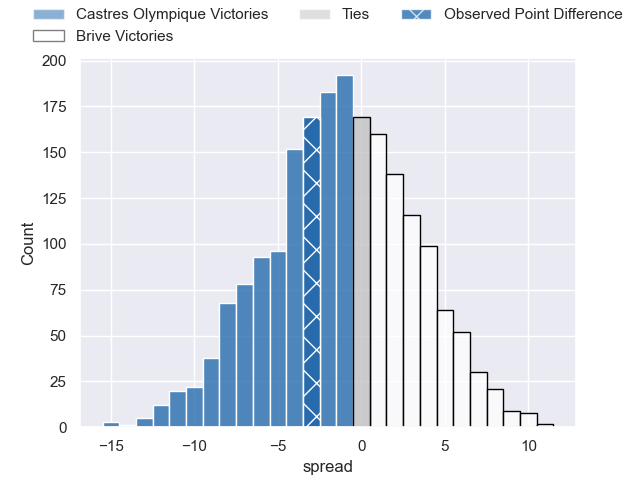 Castres Olympique Victories
Ties
Observed Point Difference
Brive Victories
200
175
150
125
100
75
50
25
0
Count
−15
−10
−5
0
5
10
spread